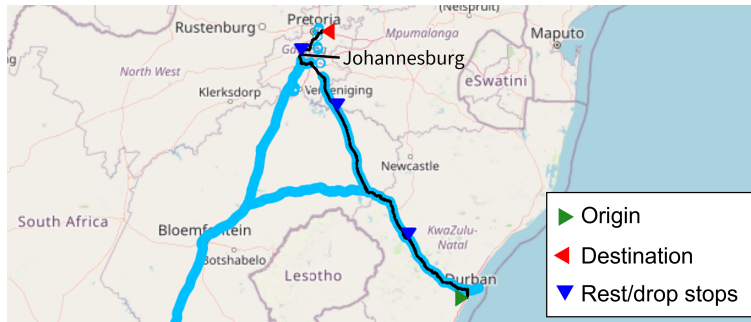 (Nelspruit)
Pretoria
Rustenburg
Mpumalanga
Maputo
Johannesburg
North West
eSwatini
Klerksdorp
Newcastle
South Africa
Bloemfontein
KwaZulu-
Natal
Botshabelo
Lesotho
Durban
Origin
Destination
Rest/drop stops